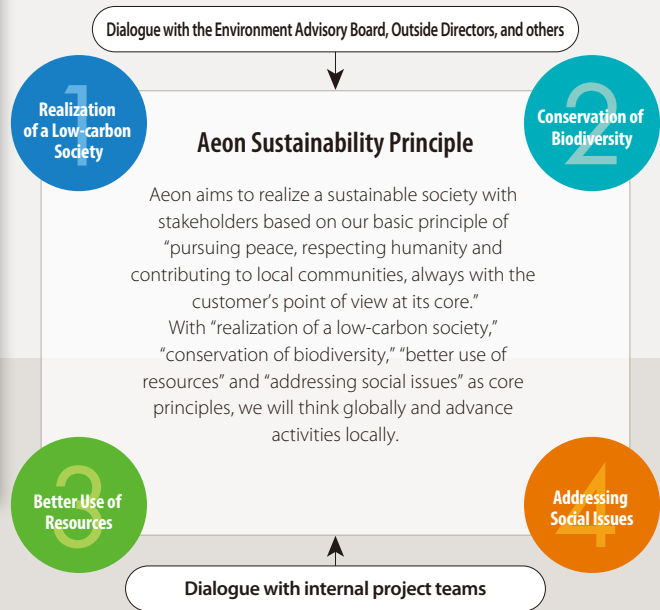 Dialogue with the Environment Advisory Board, Outside Directors, and others
1
Realization
of a Low-carbon
Society
2
Conservation of
Biodiversity
Aeon Sustainability Principle
Aeon aims to realize a sustainable society with
stakeholders based on our basic principle of
“pursuing peace, respecting humanity and
contributing to local communities, always with the
customer’s point of view at its core.”
With “realization of a low-carbon society,”
“conservation of biodiversity,” “better use of
resources” and “addressing social issues” as core
principles, we will think globally and advance
activities locally.
3
Better Use of
Resources
4
Addressing
Social Issues
Dialogue with internal project teams